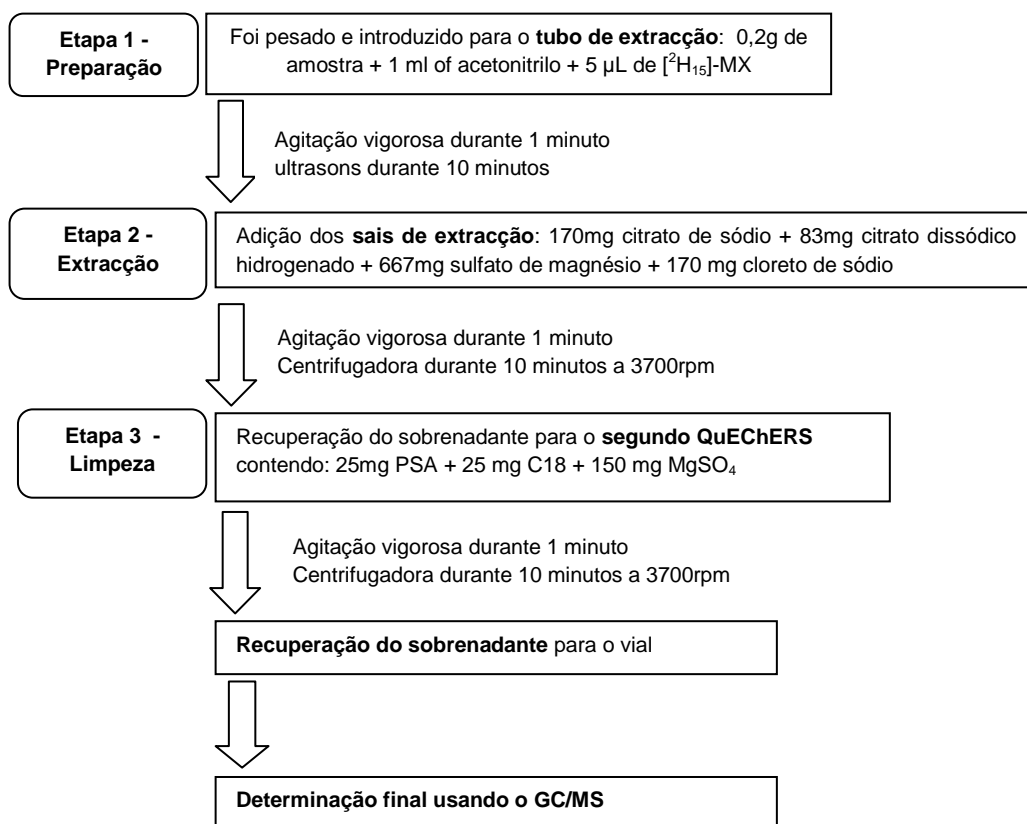 Etapa 1 -
Preparação
Foi pesado e introduzido para o tubo de extracção: 0,2g de
amostra + 1 ml of acetonitrilo + 5 µL de [²H₁₅]-MX
Agitação vigorosa durante 1 minuto
ultrasons durante 10 minutos
Etapa 2 -
Extracção
Adição dos sais de extracção: 170mg citrato de sódio + 83mg citrato dissódico
hidrogenado + 667mg sulfato de magnésio + 170 mg cloreto de sódio
Agitação vigorosa durante 1 minuto
Centrifugadora durante 10 minutos a 3700rpm
Etapa 3 -
Limpeza
Recuperação do sobrenadante para o segundo QuEChERS
contendo: 25mg PSA + 25 mg C18 + 150 mg MgSO₄
Agitação vigorosa durante 1 minuto
Centrifugadora durante 10 minutos a 3700rpm
Recuperação do sobrenadante para o vial
Determinação final usando o GC/MS